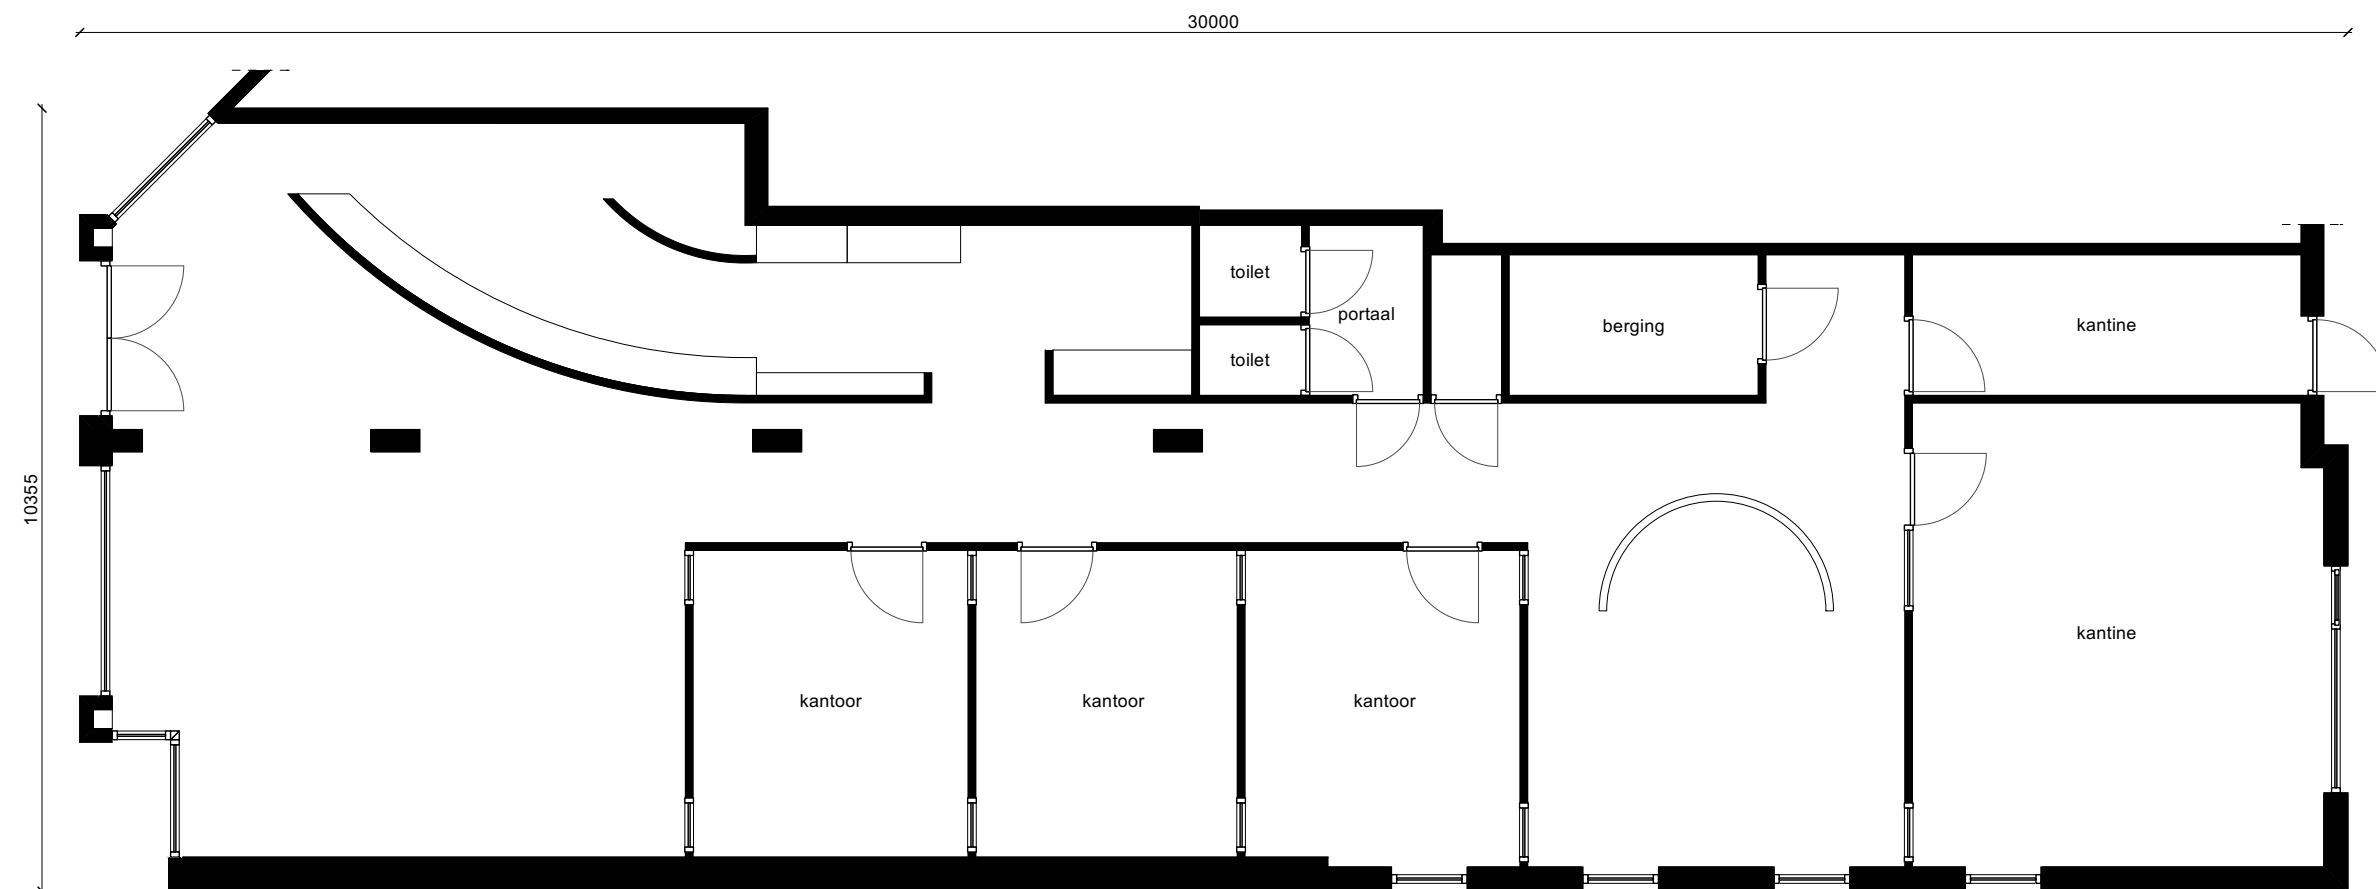 30000
toilet
portaal
berging
kantine
toilet
10355
kantine
kantoor
kantoor
kantoor